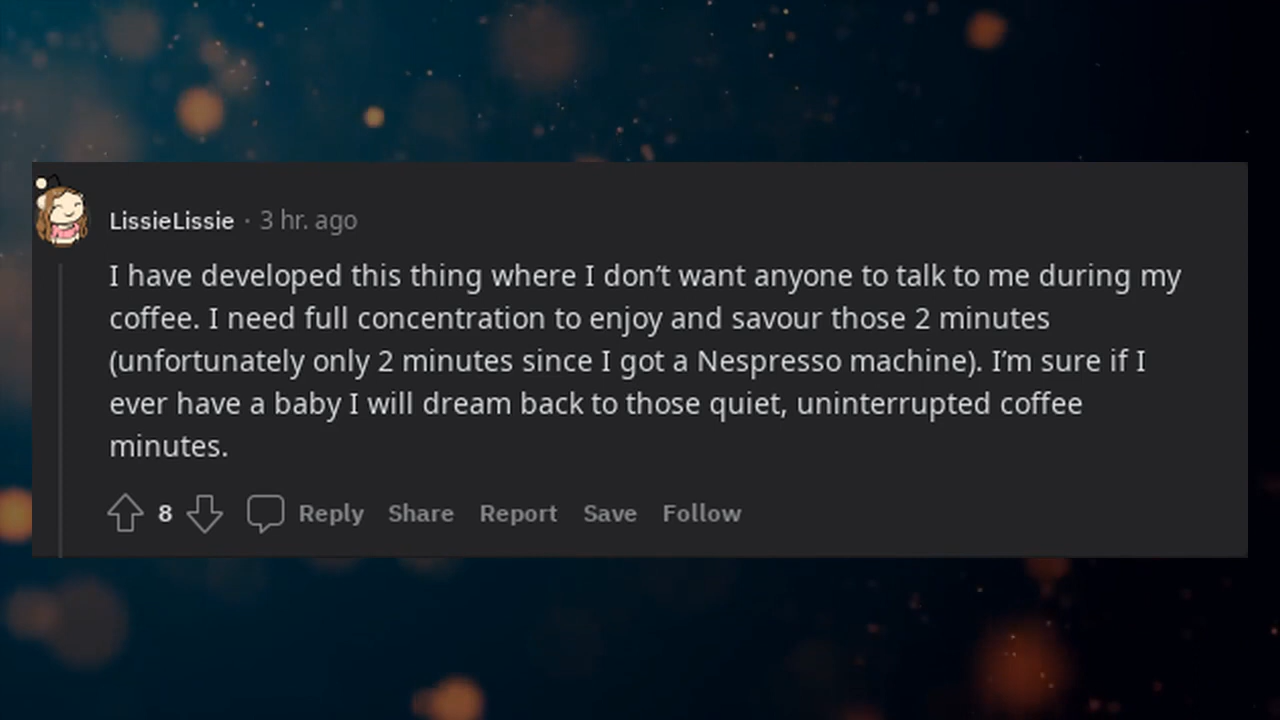 LissieLissie · 3 hr. ago
I have developed this thing where I don’t want anyone to talk to me during my
coffee. I need full concentration to enjoy and savour those 2 minutes
(unfortunately only 2 minutes since I got a Nespresso machine). I’m sure if I
ever have a baby I will dream back to those quiet, uninterrupted coffee
minutes.
8 Reply Share Report Save Follow